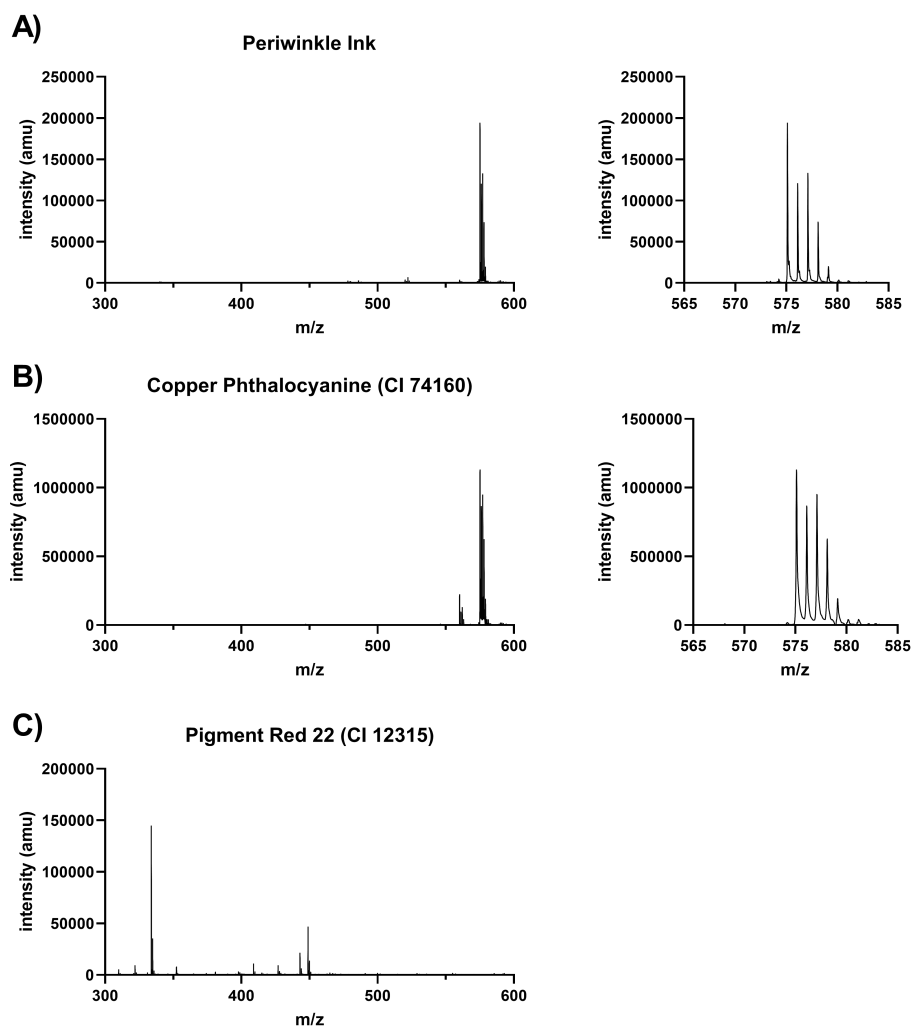 A)
Periwinkle Ink
intensity (amu)
250000
200000
150000
100000
50000
0
300
400
500
600
m/z
intensity (amu)
250000
200000
150000
100000
50000
0
565
570
575
580
585
m/z
B)
Copper Phthalocyanine (CI 74160)
intensity (amu)
1500000
1000000
500000
0
300
400
500
600
m/z
intensity (amu)
1500000
1000000
500000
0
565
570
575
580
585
m/z
C)
Pigment Red 22 (CI 12315)
intensity (amu)
200000
150000
100000
50000
0
300
400
500
600
m/z